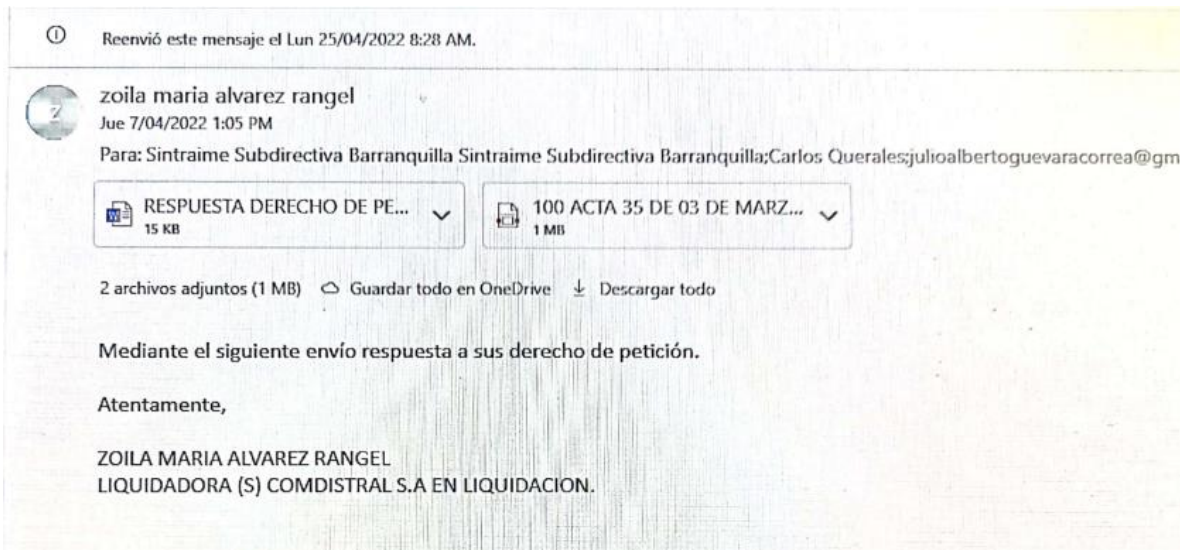 Reenvió este mensaje el Lun 25/04/2022 8:28 AM.
Z
zoila maria alvarez rangel
Jue 7/04/2022 1:05 PM
Para: Sintraime Subdirectiva Barranquilla Sintraime Subdirectiva Barranquilla;Carlos Querales;julioalbertoguevaracorrea@gm
RESPUESTA DERECHO DE PE...
15 KB
100 ACTA 35 DE 03 DE MARZ...
1 MB
2 archivos adjuntos (1 MB) Guardar todo en OneDrive Descargar todo
Mediante el siguiente envío respuesta a sus derecho de petición.
Atentamente,
ZOILA MARIA ALVAREZ RANGEL
LIQUIDADORA (S) COMDISTRAL S.A EN LIQUIDACION.